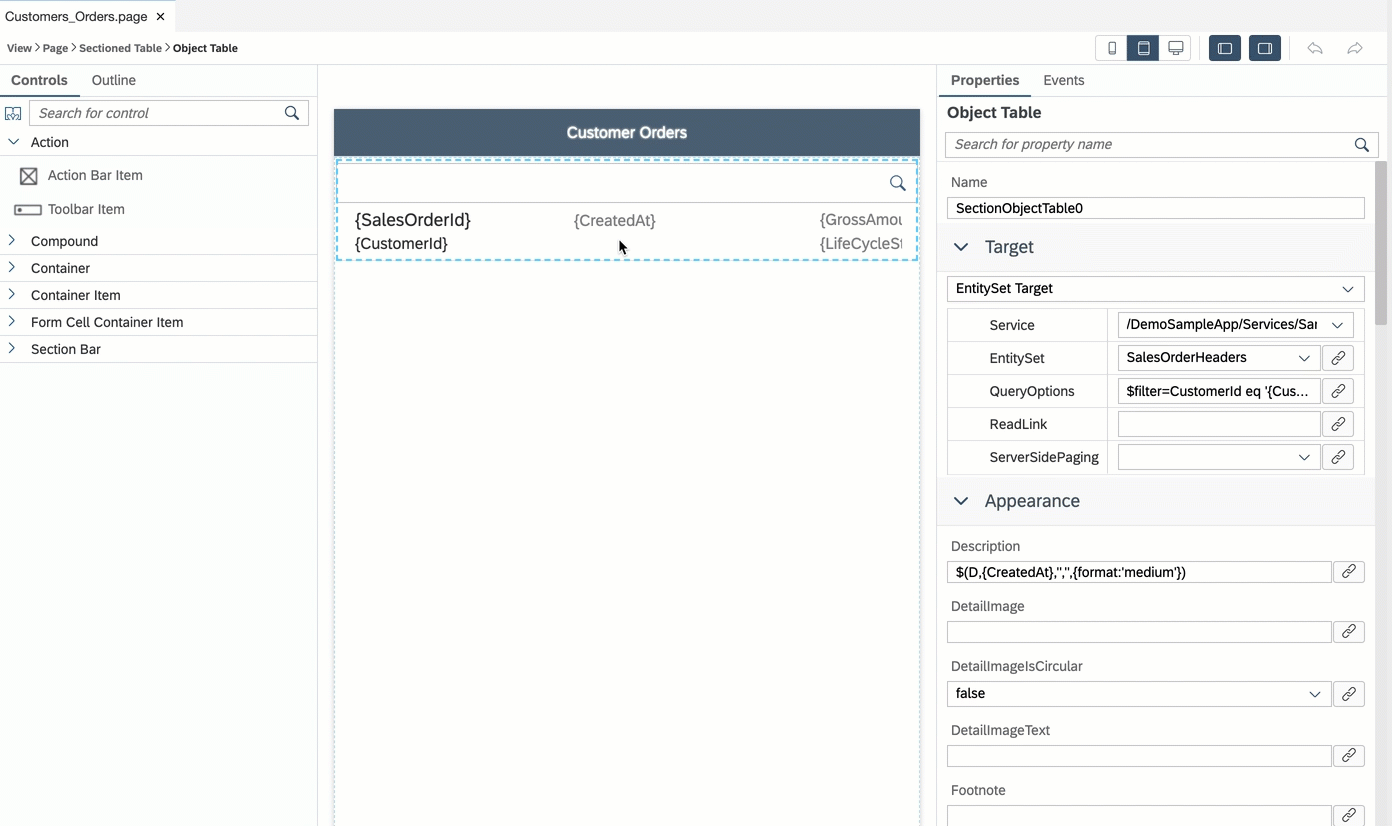 Customers_Orders.page ×
View > Page > Sectioned Table > Object Table
Controls
Outline
Search for control
Action
Action Bar Item
Toolbar Item
Compound
Container
Container Item
Form Cell Container Item
Section Bar
Customer Orders
{SalesOrderId}
{CreatedAt}
{GrossAmou
{CustomerId}
{LifeCycleSt
Properties
Events
Object Table
Search for property name
Name
SectionObjectTable0
Target
EntitySet Target
Service
/DemoSampleApp/Services/Sar
EntitySet
SalesOrderHeaders
QueryOptions
$filter=CustomerId eq '{Cus...
ReadLink
ServerSidePaging
Appearance
Description
$(D,{CreatedAt},'','',{format:'medium'})
DetailImage
DetailImageIsCircular
false
DetailImageText
Footnote